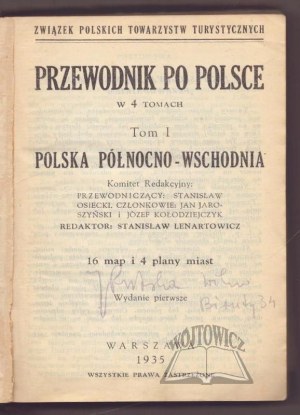 ZWIĄZEK POLSKICH TOWARZYSTW TURYSTYCZNYCH
PRZEWODNIK PO POLSCE
W 4 TOMACH
Tom I
POLSKA PÓŁNOCNO-WSCHODNIA
Komitet Redakcyjny:
PRZEWODNICZĄCY: STANISŁAW
OSIECKI, CZŁONKOWIE: JAN JARO-
SZYŃSKI I JÓZEF KOŁODZIEJCZYK
REDAKTOR: STANISŁAW LENARTOWICZ
16 map i 4 plany miast
Wydanie pierwsze
WARSZAWA
1935
WSZYSTKIE PRAWA ZASTRZEŻONE
WÓJTOWICZ